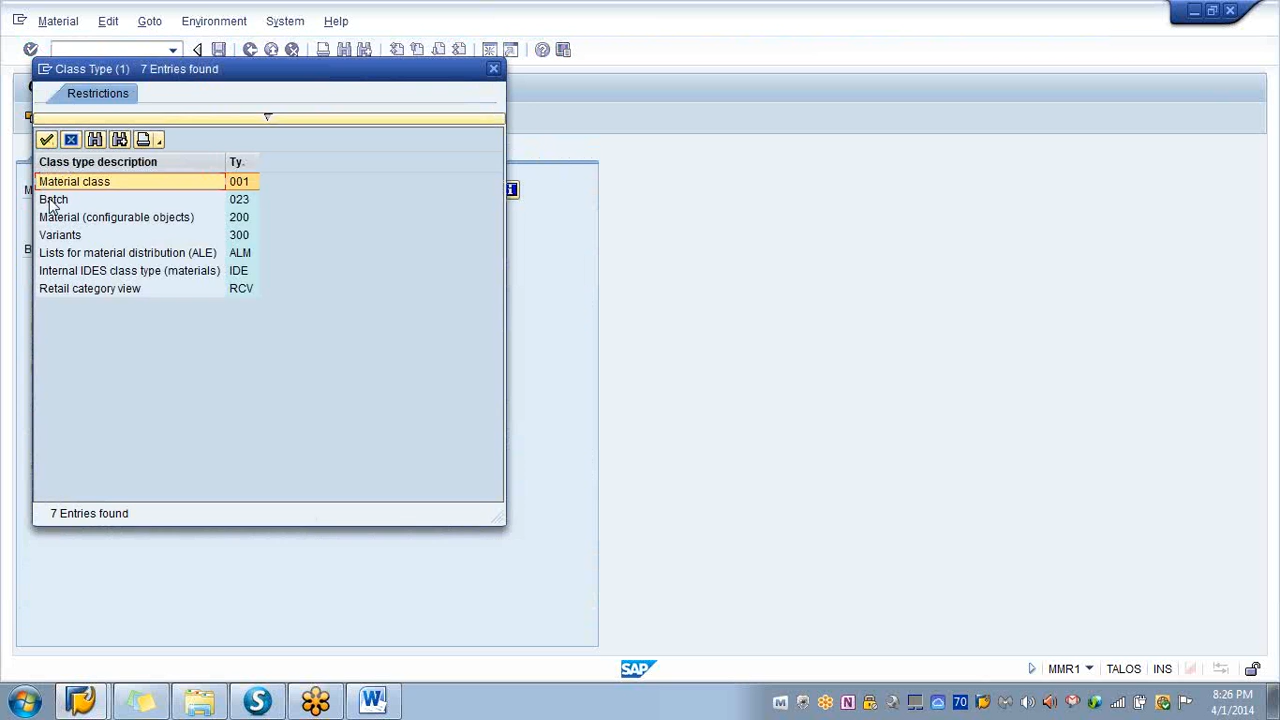 Material Edit Goto Environment System Help
Class Type (1) 7 Entries found
Restrictions
Class type description Ty.
Material class 001
Batch 023
Material (configurable objects) 200
Variants 300
Lists for material distribution (ALE) ALM
Internal IDES class type (materials) IDE
Retail category view RCV
7 Entries found
SAP
MMR1 TALOS INS
70
8:26 PM
4/1/2014